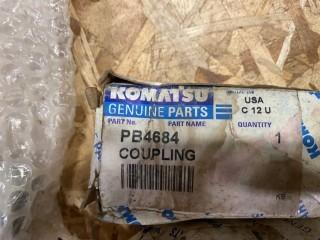 KOMATSU
GENUINE PARTS
USA
C 12 U
PART No.
PART NAME
QUANTITY
PB4684
1
COUPLING